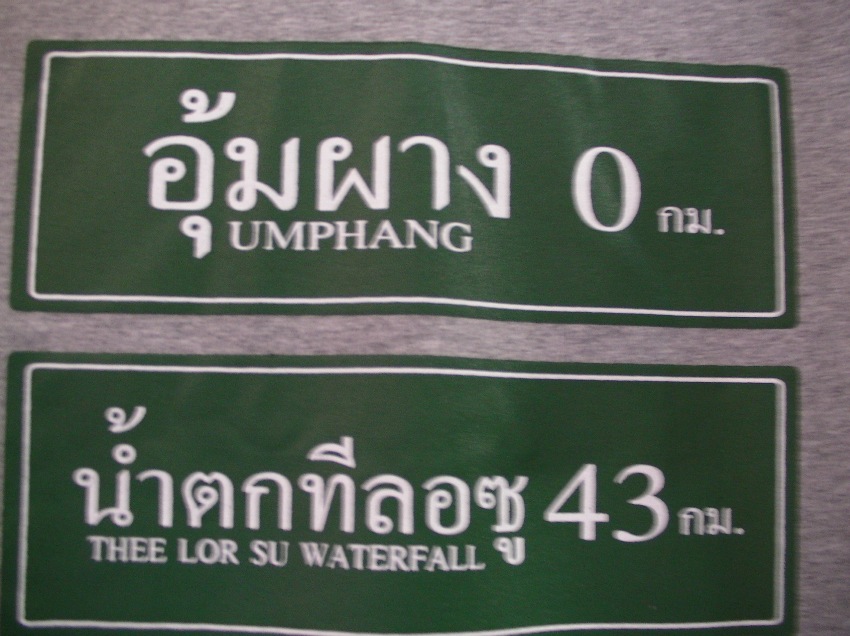 อุ้มผาง 0 กม.
UMPHANG
น้ำตกทีลอซู 43 กม.
THEE LOR SU WATERFALL